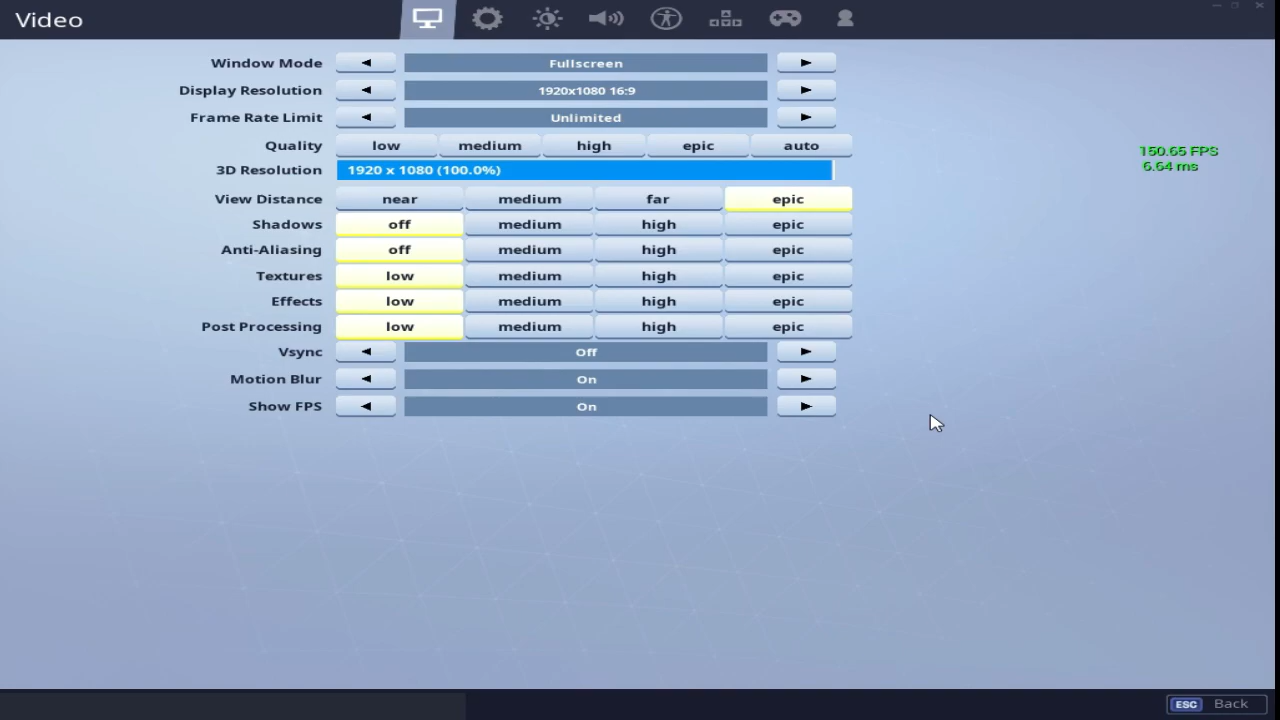 Video
Window Mode Fullscreen
Display Resolution 1920x1080 16:9
Frame Rate Limit Unlimited
Quality low medium high epic auto
150.65 FPS
3D Resolution 1920 x 1080 (100.0%)
6.64 ms
View Distance near medium far epic
Shadows off medium high epic
Anti-Aliasing off medium high epic
Textures low medium high epic
Effects low medium high epic
Post Processing low medium high epic
Vsync Off
Motion Blur On
Show FPS On
ESC Back